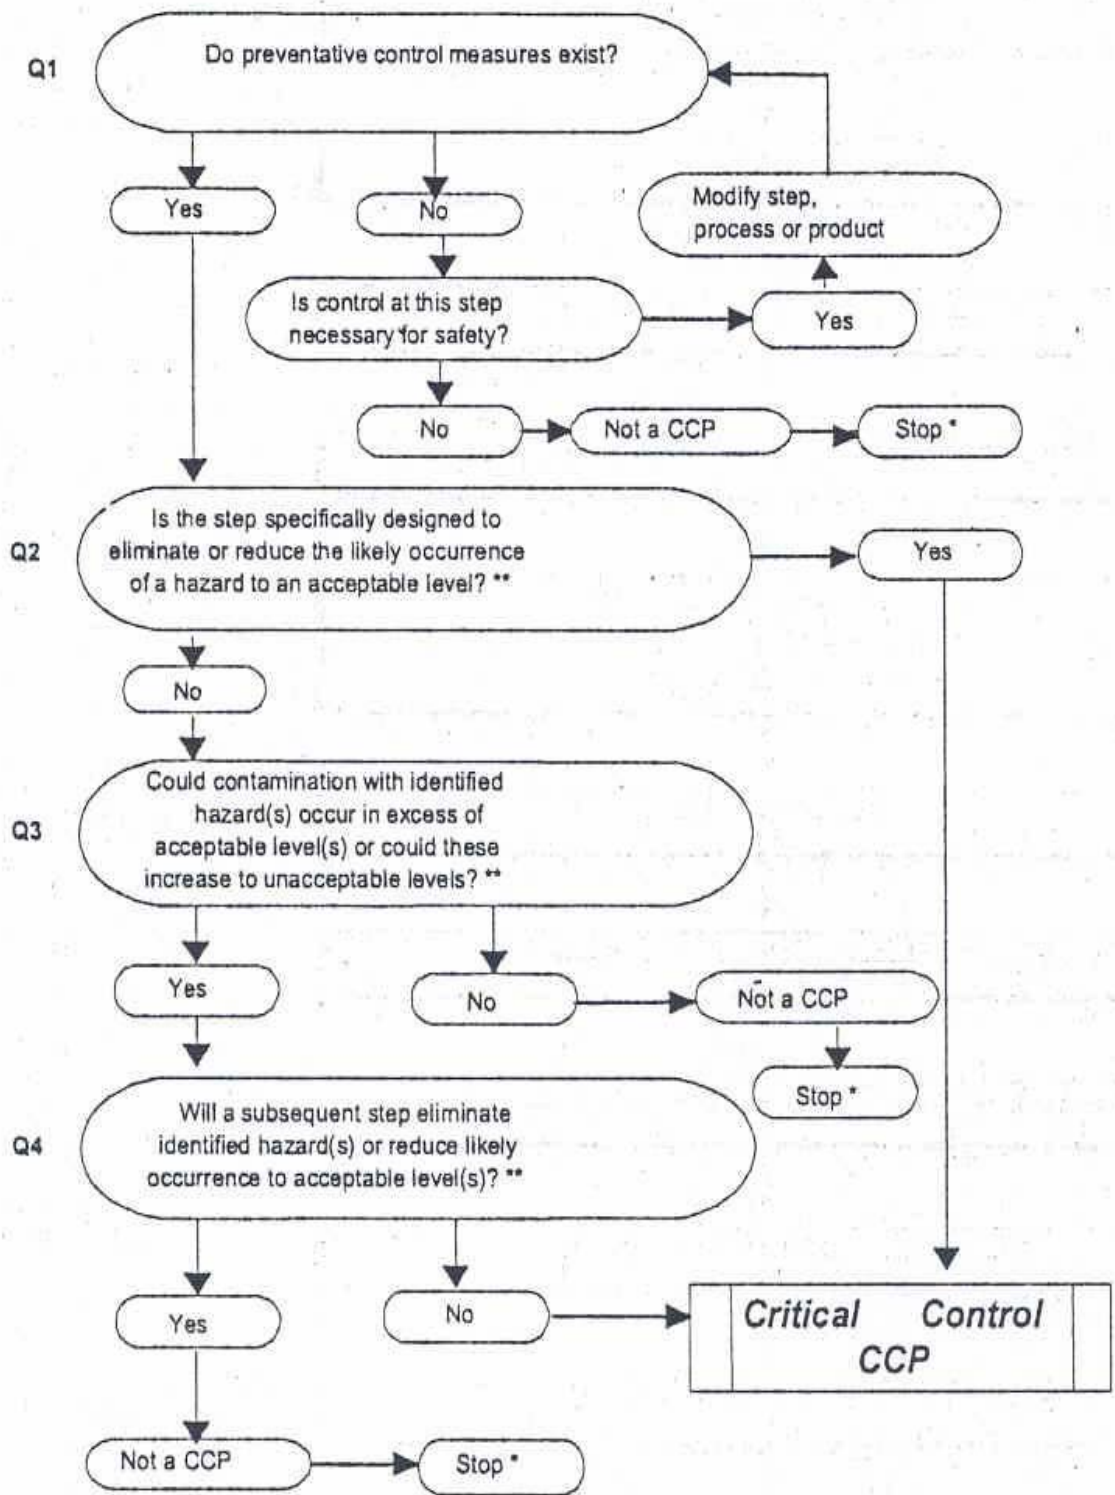 Q1
Do preventative control measures exist?
Yes
No
Modify step,
process or product
Is control at this step
necessary for safety?
Yes
No
Not a CCP
Stop *
Q2
Is the step specifically designed to
eliminate or reduce the likely occurrence
of a hazard to an acceptable level? **
Yes
No
Q3
Could contamination with identified
hazard(s) occur in excess of
acceptable level(s) or could these
increase to unacceptable levels? **
Yes
No
Not a CCP
Stop *
Q4
Will a subsequent step eliminate
identified hazard(s) or reduce likely
occurrence to acceptable level(s)? **
Yes
No
Critical Control
CCP
Not a CCP
Stop *